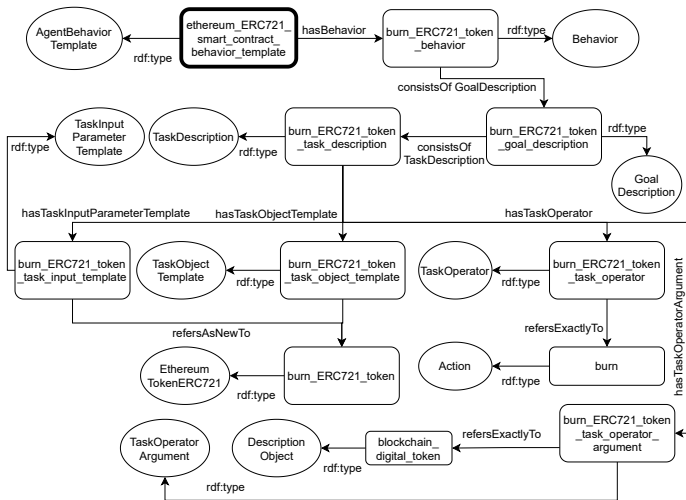 AgentBehavior
Template
rdf:type
ethereum_ERC721_
smart_contract_
behavior_template
hasBehavior
burn_ERC721_token
_behavior
rdf:type
Behavior
consistsOf GoalDescription
TaskInput
Parameter
Template
rdf:type
TaskDescription
rdf:type
burn_ERC721_token
_task_description
consistsOf
TaskDescription
burn_ERC721_token
_goal_description
rdf:type
Goal
Description
hasTaskInputParameterTemplate
hasTaskObjectTemplate
hasTaskOperator
burn_ERC721_token
_task_input_template
TaskObject
Template
rdf:type
burn_ERC721_token
_task_object_template
TaskOperator
rdf:type
burn_ERC721_token
_task_operator
hasTaskOperatorArgument
refersAsNewTo
refersExactlyTo
Ethereum
TokenERC721
rdf:type
burn_ERC721_token
Action
rdf:type
burn
TaskOperator
Argument
rdf:type
Description
Object
rdf:type
blockchain
_digital_token
refersExactlyTo
burn_ERC721_token
_task_operator_
argument